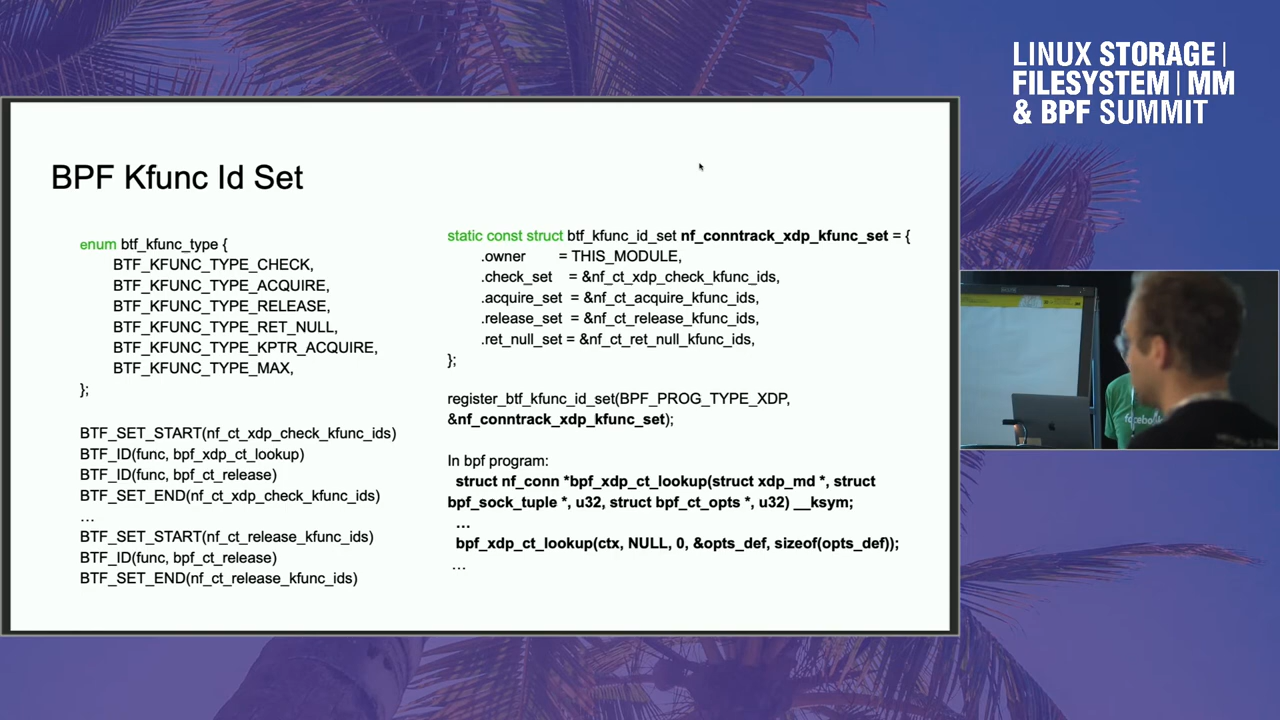 LINUX STORAGE |
FILESYSTEM | MM
& BPF SUMMIT
BPF Kfunc Id Set
enum btf_kfunc_type {
BTF_KFUNC_TYPE_CHECK,
BTF_KFUNC_TYPE_ACQUIRE,
BTF_KFUNC_TYPE_RELEASE,
BTF_KFUNC_TYPE_RET_NULL,
BTF_KFUNC_TYPE_KPTR_ACQUIRE,
BTF_KFUNC_TYPE_MAX,
};
BTF_SET_START(nf_ct_xdp_check_kfunc_ids)
BTF_ID(func, bpf_xdp_ct_lookup)
BTF_ID(func, bpf_ct_release)
BTF_SET_END(nf_ct_xdp_check_kfunc_ids)
…
BTF_SET_START(nf_ct_release_kfunc_ids)
BTF_ID(func, bpf_ct_release)
BTF_SET_END(nf_ct_release_kfunc_ids)
static const struct btf_kfunc_id_set nf_conntrack_xdp_kfunc_set = {
.owner = THIS_MODULE,
.check_set = &nf_ct_xdp_check_kfunc_ids,
.acquire_set = &nf_ct_acquire_kfunc_ids,
.release_set = &nf_ct_release_kfunc_ids,
.ret_null_set = &nf_ct_ret_null_kfunc_ids,
};
register_btf_kfunc_id_set(BPF_PROG_TYPE_XDP,
&nf_conntrack_xdp_kfunc_set);
In bpf program:
struct nf_conn *bpf_xdp_ct_lookup(struct xdp_md *, struct
bpf_sock_tuple *, u32, struct bpf_ct_opts *, u32) __ksym;
…
bpf_xdp_ct_lookup(ctx, NULL, 0, &opts_def, sizeof(opts_def));
…